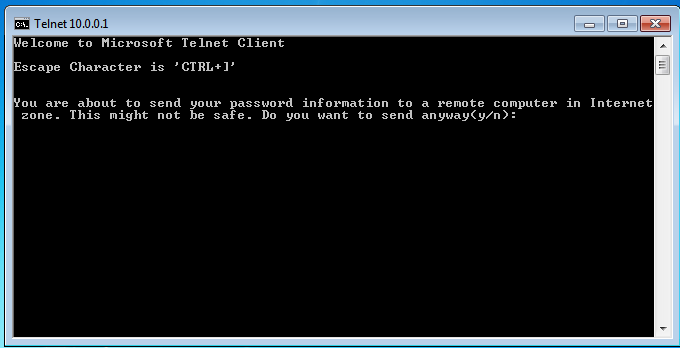 Telnet 10.0.0.1
Welcome to Microsoft Telnet Client
Escape Character is 'CTRL+]'
You are about to send your password information to a remote computer in Internet
zone. This might not be safe. Do you want to send anyway(y/n):